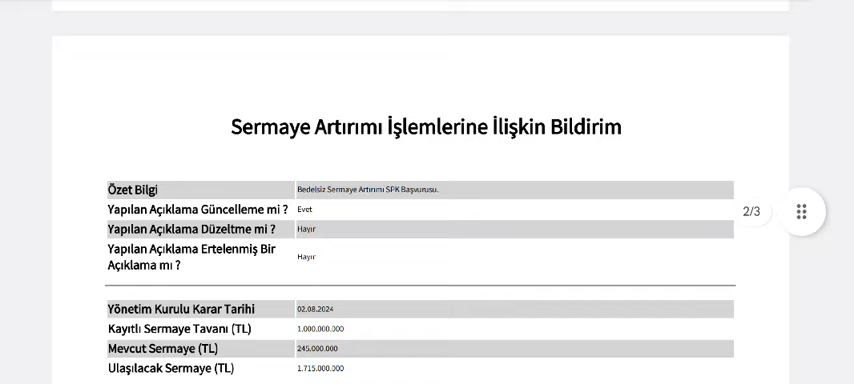 Sermaye Artırımı İşlemlerine İlişkin Bildirim
Özet Bilgi Bedelsiz Sermaye Artırımı SPK Başvurusu.
Yapılan Açıklama Güncelleme mi ? Evet
Yapılan Açıklama Düzeltme mi ? Hayır
Yapılan Açıklama Ertelenmiş Bir
Açıklama mı ? Hayır
2/3
Yönetim Kurulu Karar Tarihi 02.08.2024
Kayıtlı Sermaye Tavanı (TL) 1.000.000.000
Mevcut Sermaye (TL) 245.000.000
Ulaşılacak Sermaye (TL) 1.715.000.000